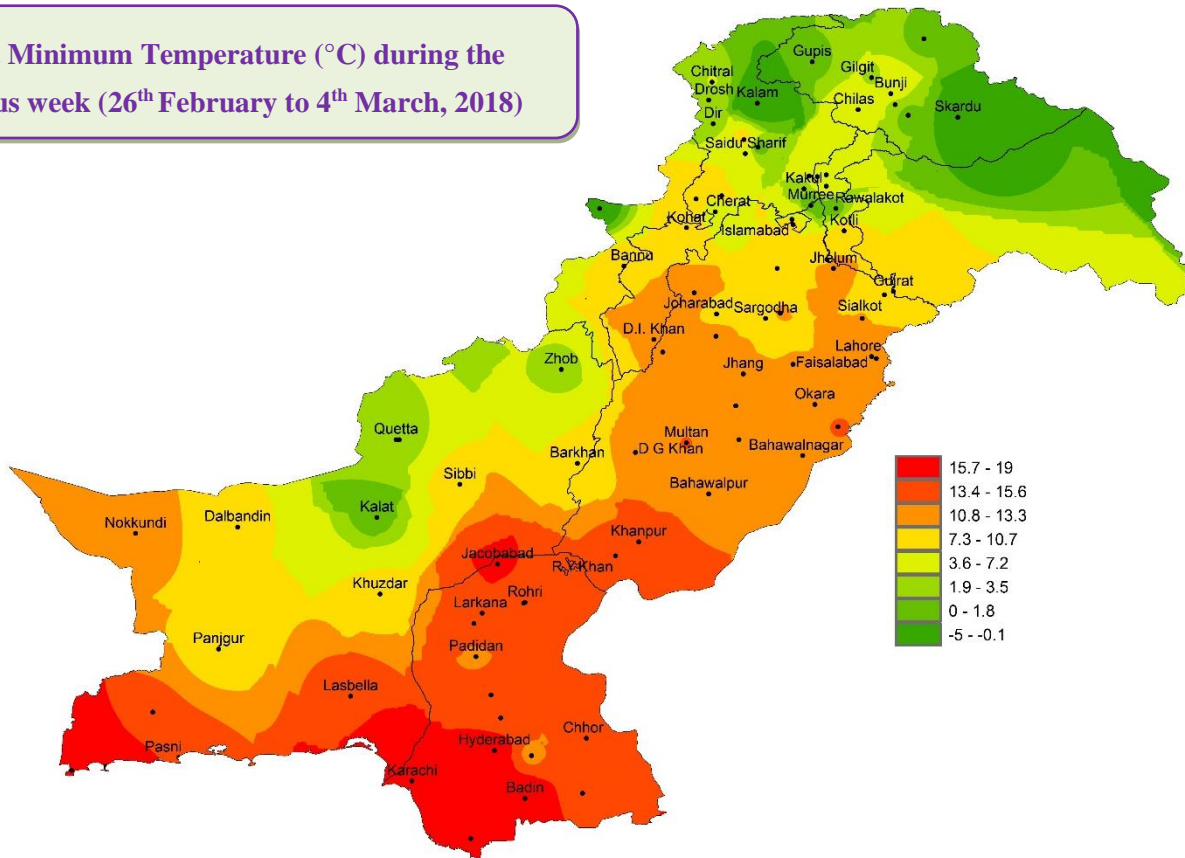 Minimum Temperature (°C) during the
us week (26th February to 4th March, 2018)
Gupis
Chitral
Gilgit
Drosh
Kalam
Bunji
Dir
Chilas
Skardu
Saidu Sharif
Kakul
Murree
Rawalakot
Cherat
Kohat
Islamabad
Kotli
Bannu
Jhelum
Gujrat
Joharabad
Sargodha
Sialkot
D.I. Khan
Zhob
Lahore
Jhang
Faisalabad
Okara
Quetta
Multan
D G Khan
Bahawalnagar
Barkhan
Sibbi
Bahawalpur
Kalat
Nokkundi
Dalbandin
Khanpur
Jacobabad
R Y Khan
Khuzdar
Rohri
Larkana
Panjgur
Padidan
Lasbella
Chhor
Pasni
Hyderabad
Karachi
Badin
15.7 - 19
13.4 - 15.6
10.8 - 13.3
7.3 - 10.7
3.6 - 7.2
1.9 - 3.5
0 - 1.8
-5 - -0.1